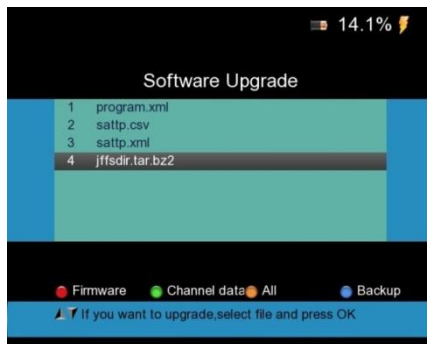 14.1%
Software Upgrade
1 program.xml
2 sattp.csv
3 sattp.xml
4 jffsdir.tar.bz2
Firmware Channel data All Backup
If you want to upgrade,select file and press OK